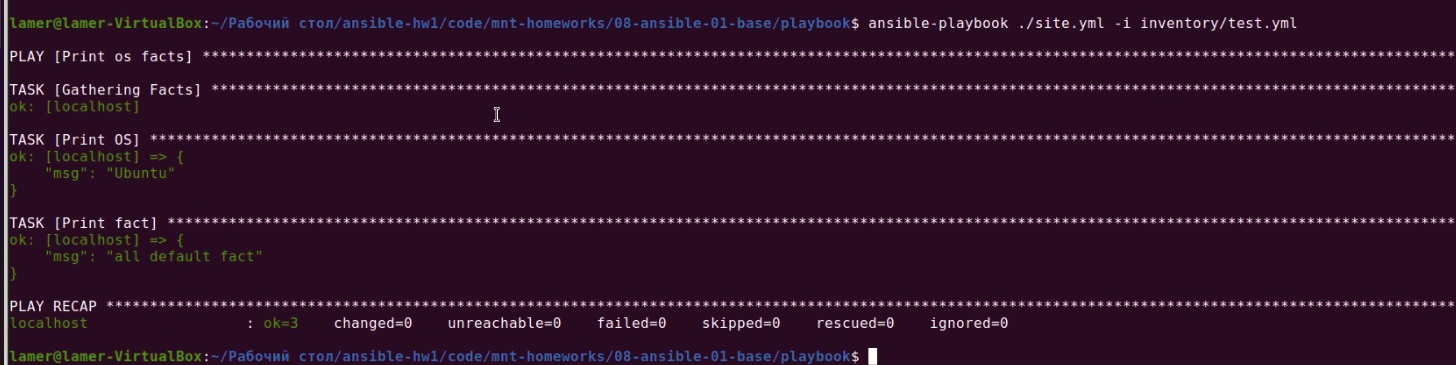 lamer@lamer-VirtualBox:~/Рабочий стол/ansible-hw1/code/mnt-homeworks/08-ansible-01-base/playbook$ ansible-playbook ./site.yml -i inventory/test.yml
PLAY [Print os facts] ***********************************************************************************************************************************************
TASK [Gathering Facts] **********************************************************************************************************************************************
ok: [localhost]
TASK [Print OS] *****************************************************************************************************************************************************
ok: [localhost] => {
    "msg": "Ubuntu"
}
TASK [Print fact] ***************************************************************************************************************************************************
ok: [localhost] => {
    "msg": "all default fact"
}
PLAY RECAP **********************************************************************************************************************************************************
localhost                  : ok=3    changed=0    unreachable=0    failed=0    skipped=0    rescued=0    ignored=0
lamer@lamer-VirtualBox:~/Рабочий стол/ansible-hw1/code/mnt-homeworks/08-ansible-01-base/playbook$